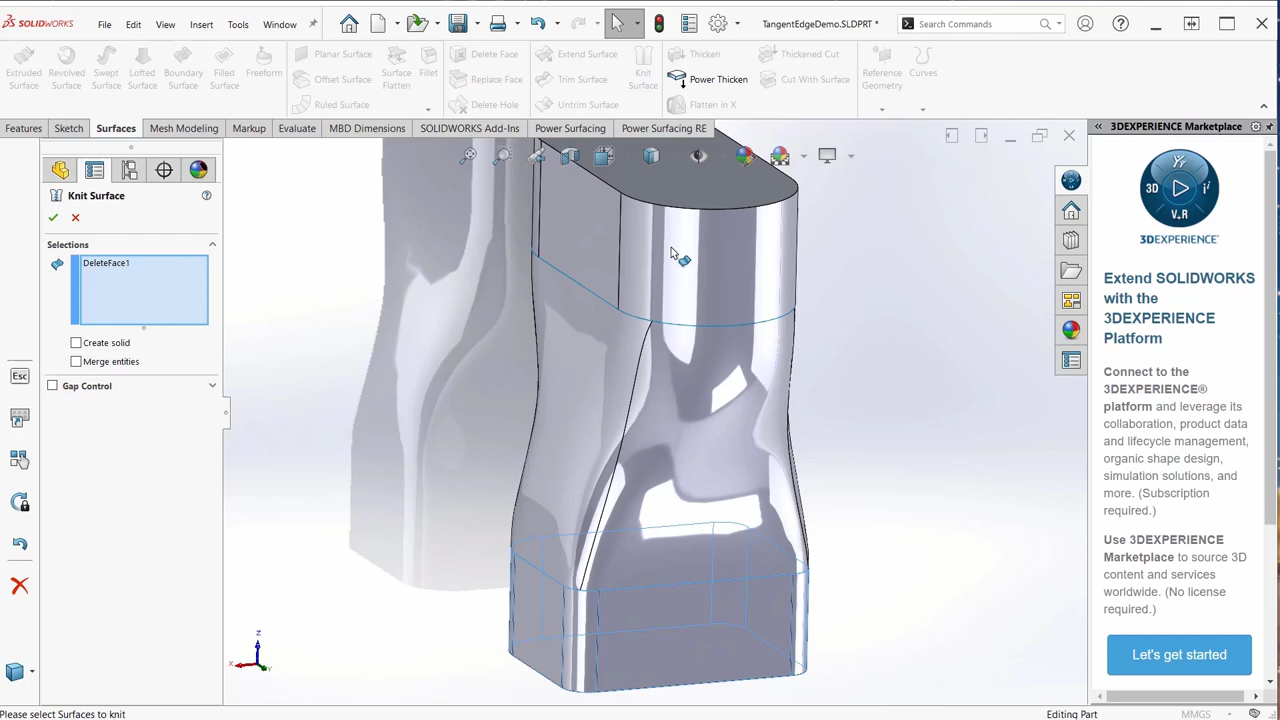 SOLIDWORKS File Edit View Insert Tools Window TangentEdgeDemo.SLDPRT * Search Commands
Extruded Surface
Revolved Surface
Swept Surface
Lofted Surface
Boundary Surface
Filled Surface
Freeform
Planar Surface
Offset Surface
Ruled Surface
Surface Flatten
Fillet
Delete Face
Replace Face
Delete Hole
Extend Surface
Trim Surface
Untrim Surface
Knit Surface
Thicken
Power Thicken
Flatten in X
Thickened Cut
Cut With Surface
Reference Geometry
Curves
Features Sketch Surfaces Mesh Modeling Markup Evaluate MBD Dimensions SOLIDWORKS Add-Ins Power Surfacing Power Surfacing RE
Knit Surface
Selections
DeleteFace1
Create solid
Merge entities
Gap Control
Esc
Z
X
Y
3DEXPERIENCE Marketplace
3D
V+R
3DEXPERIENCE
Extend SOLIDWORKS
with the
3DEXPERIENCE
Platform
Connect to the
3DEXPERIENCE®
platform and leverage its
collaboration, product data
and lifecycle management,
organic shape design,
simulation solutions, and
more. (Subscription
required.)
Use 3DEXPERIENCE
Marketplace to source 3D
content and services
worldwide. (No license
required.)
Let's get started
Please select Surfaces to knit Editing Part MMGS